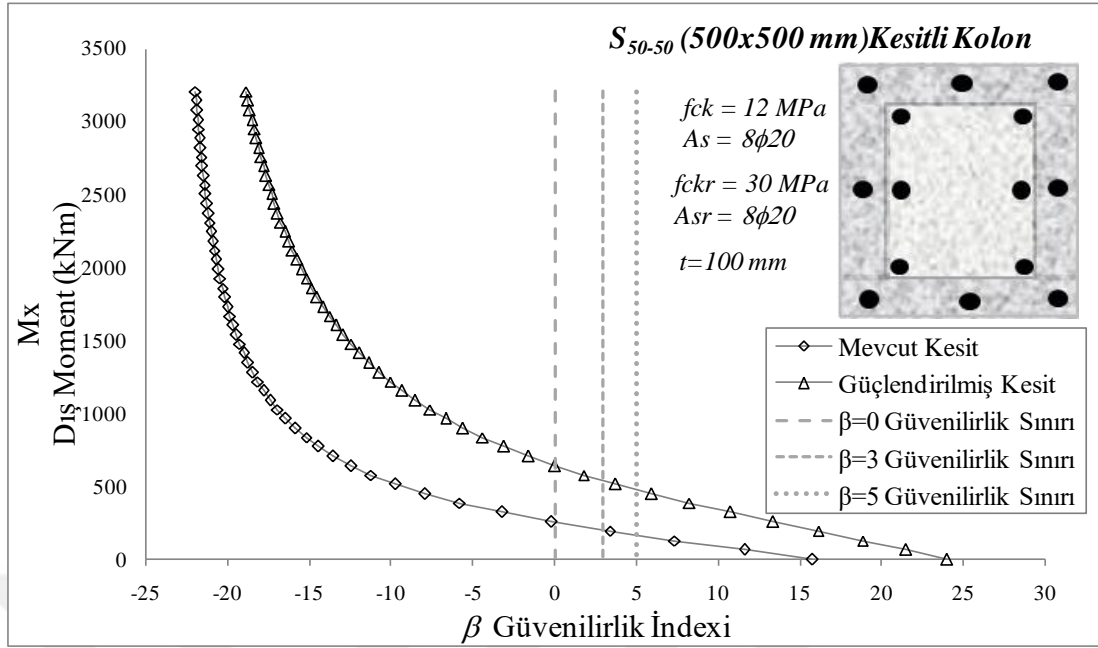 S50-50 (500x500 mm)Kesitli Kolon
fck = 12 MPa
As = 8ϕ20
fckr = 30 MPa
Asr = 8ϕ20
t=100 mm
Mx
Dış Moment (kNm)
3500
3000
2500
2000
1500
1000
500
0
-25 -20 -15 -10 -5 0 5 10 15 20 25 30
β Güvenilirlik İndexi
Mevcut Kesit
Güçlendirilmiş Kesit
β=0 Güvenilirlik Sınırı
β=3 Güvenilirlik Sınırı
β=5 Güvenilirlik Sınırı